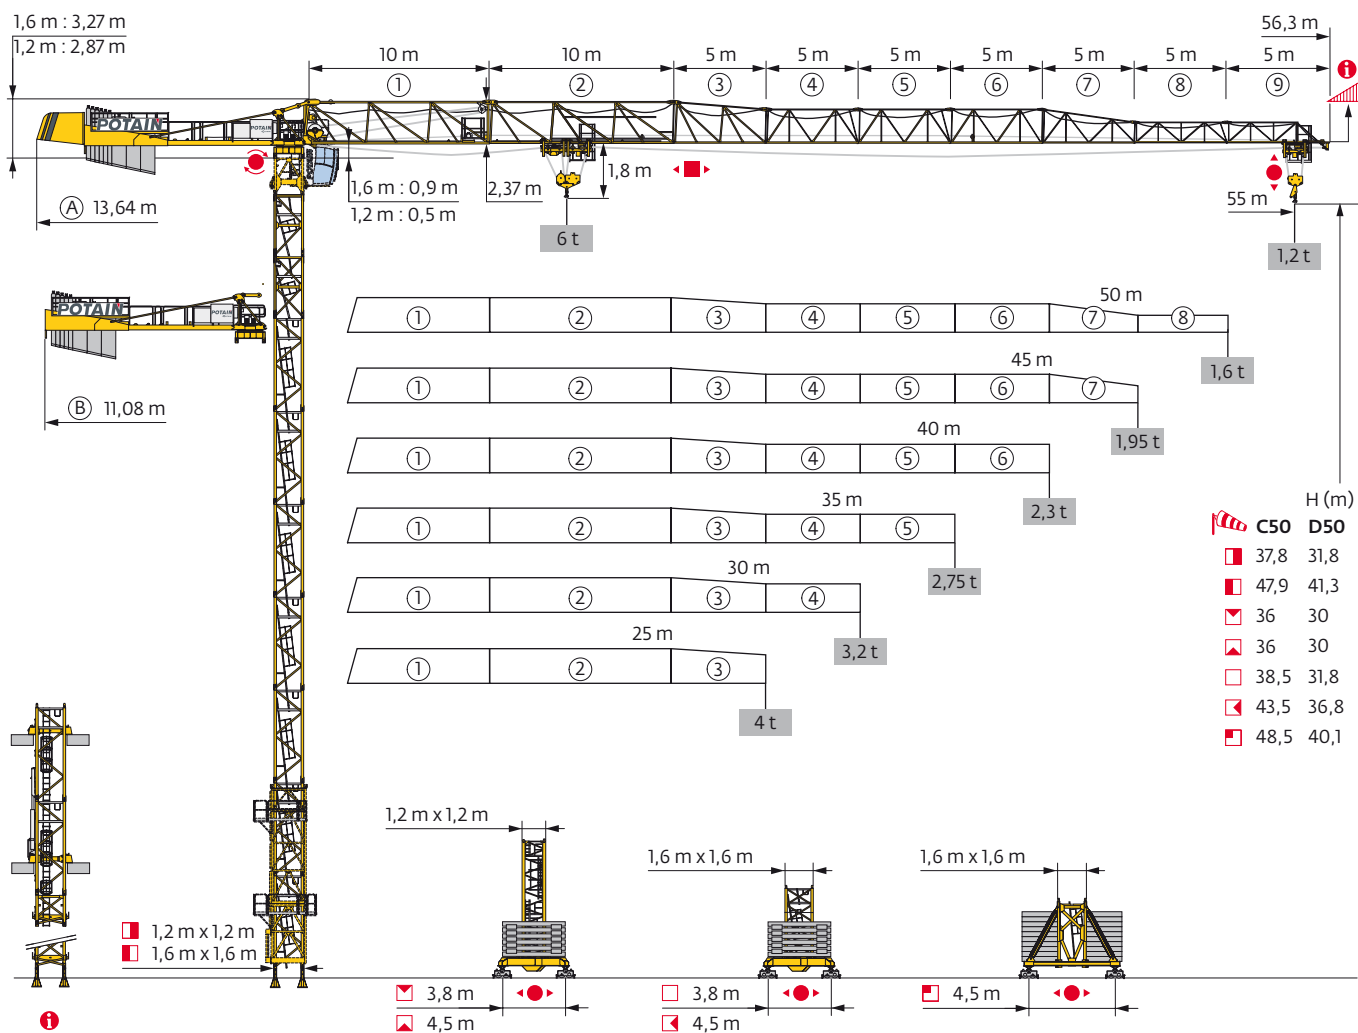 1,6 m : 3,27 m
1,2 m : 2,87 m
56,3 m
10 m 10 m 5 m 5 m 5 m 5 m 5 m 5 m 5 m
1 2 3 4 5 6 7 8 9
i
POTAIN POTAIN
1,8 m
1,6 m : 0,9 m
1,2 m : 0,5 m
2,37 m
A 13,64 m
55 m
6 t
1,2 t
POTAIN POTAIN
B 11,08 m
50 m
1 2 3 4 5 6 7 8
1,6 t
45 m
1 2 3 4 5 6 7
1,95 t
40 m
1 2 3 4 5 6
2,3 t
35 m
1 2 3 4 5
2,75 t
30 m
1 2 3 4
3,2 t
25 m
1 2 3
4 t
H (m)
C50 D50
37,8 31,8
47,9 41,3
36 30
36 30
38,5 31,8
43,5 36,8
48,5 40,1
1,2 m x 1,2 m
1,6 m x 1,6 m
1,6 m x 1,6 m
1,2 m x 1,2 m
1,6 m x 1,6 m
3,8 m
4,5 m
3,8 m
4,5 m
4,5 m
i